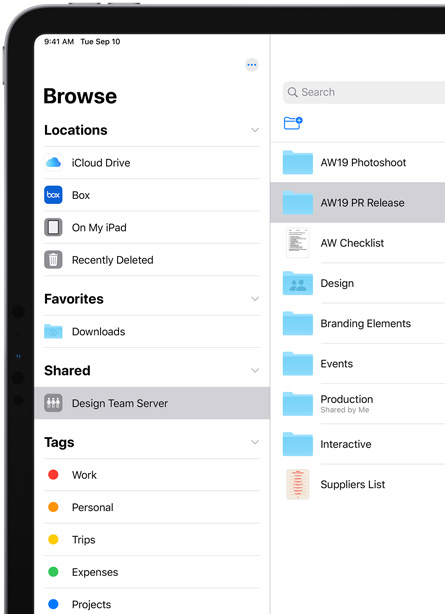 9:41 AM Tue Sep 10
Browse
Locations
iCloud Drive
box
Box
On My iPad
Recently Deleted
Favorites
Downloads
Shared
Design Team Server
Tags
Work
Personal
Trips
Expenses
Projects
Search
AW19 Photoshoot
AW19 PR Release
AW Checklist
Design
Branding Elements
Events
Production
Shared by Me
Interactive
Suppliers List